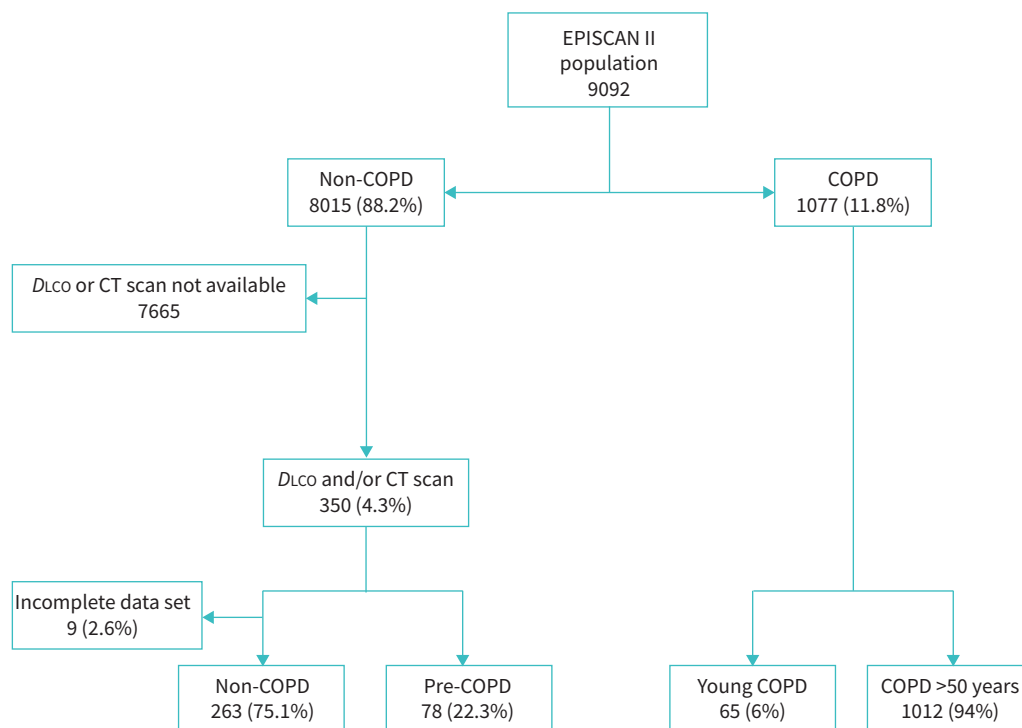 EPISCAN II
population
9092
Non-COPD
8015 (88.2%)
COPD
1077 (11.8%)
DLCO or CT scan not available
7665
DLCO and/or CT scan
350 (4.3%)
Incomplete data set
9 (2.6%)
Non-COPD
263 (75.1%)
Pre-COPD
78 (22.3%)
Young COPD
65 (6%)
COPD >50 years
1012 (94%)